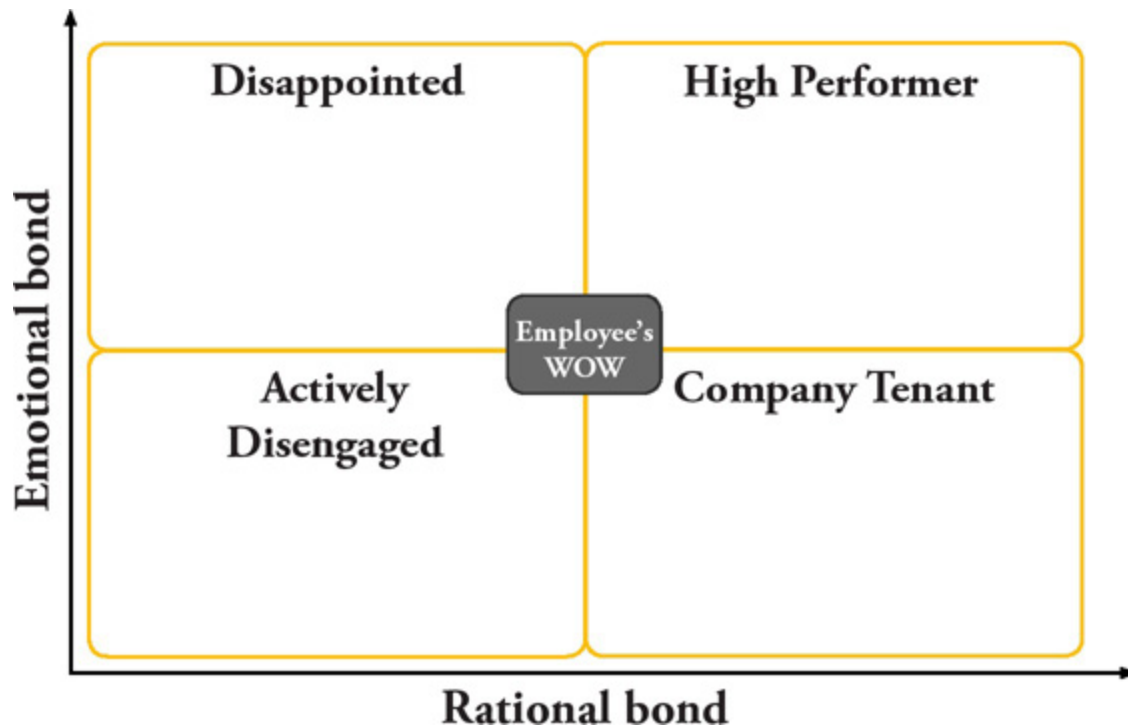 Disappointed
High Performer
Employee's
WOW
Actively
Disengaged
Company Tenant
Emotional bond
Rational bond